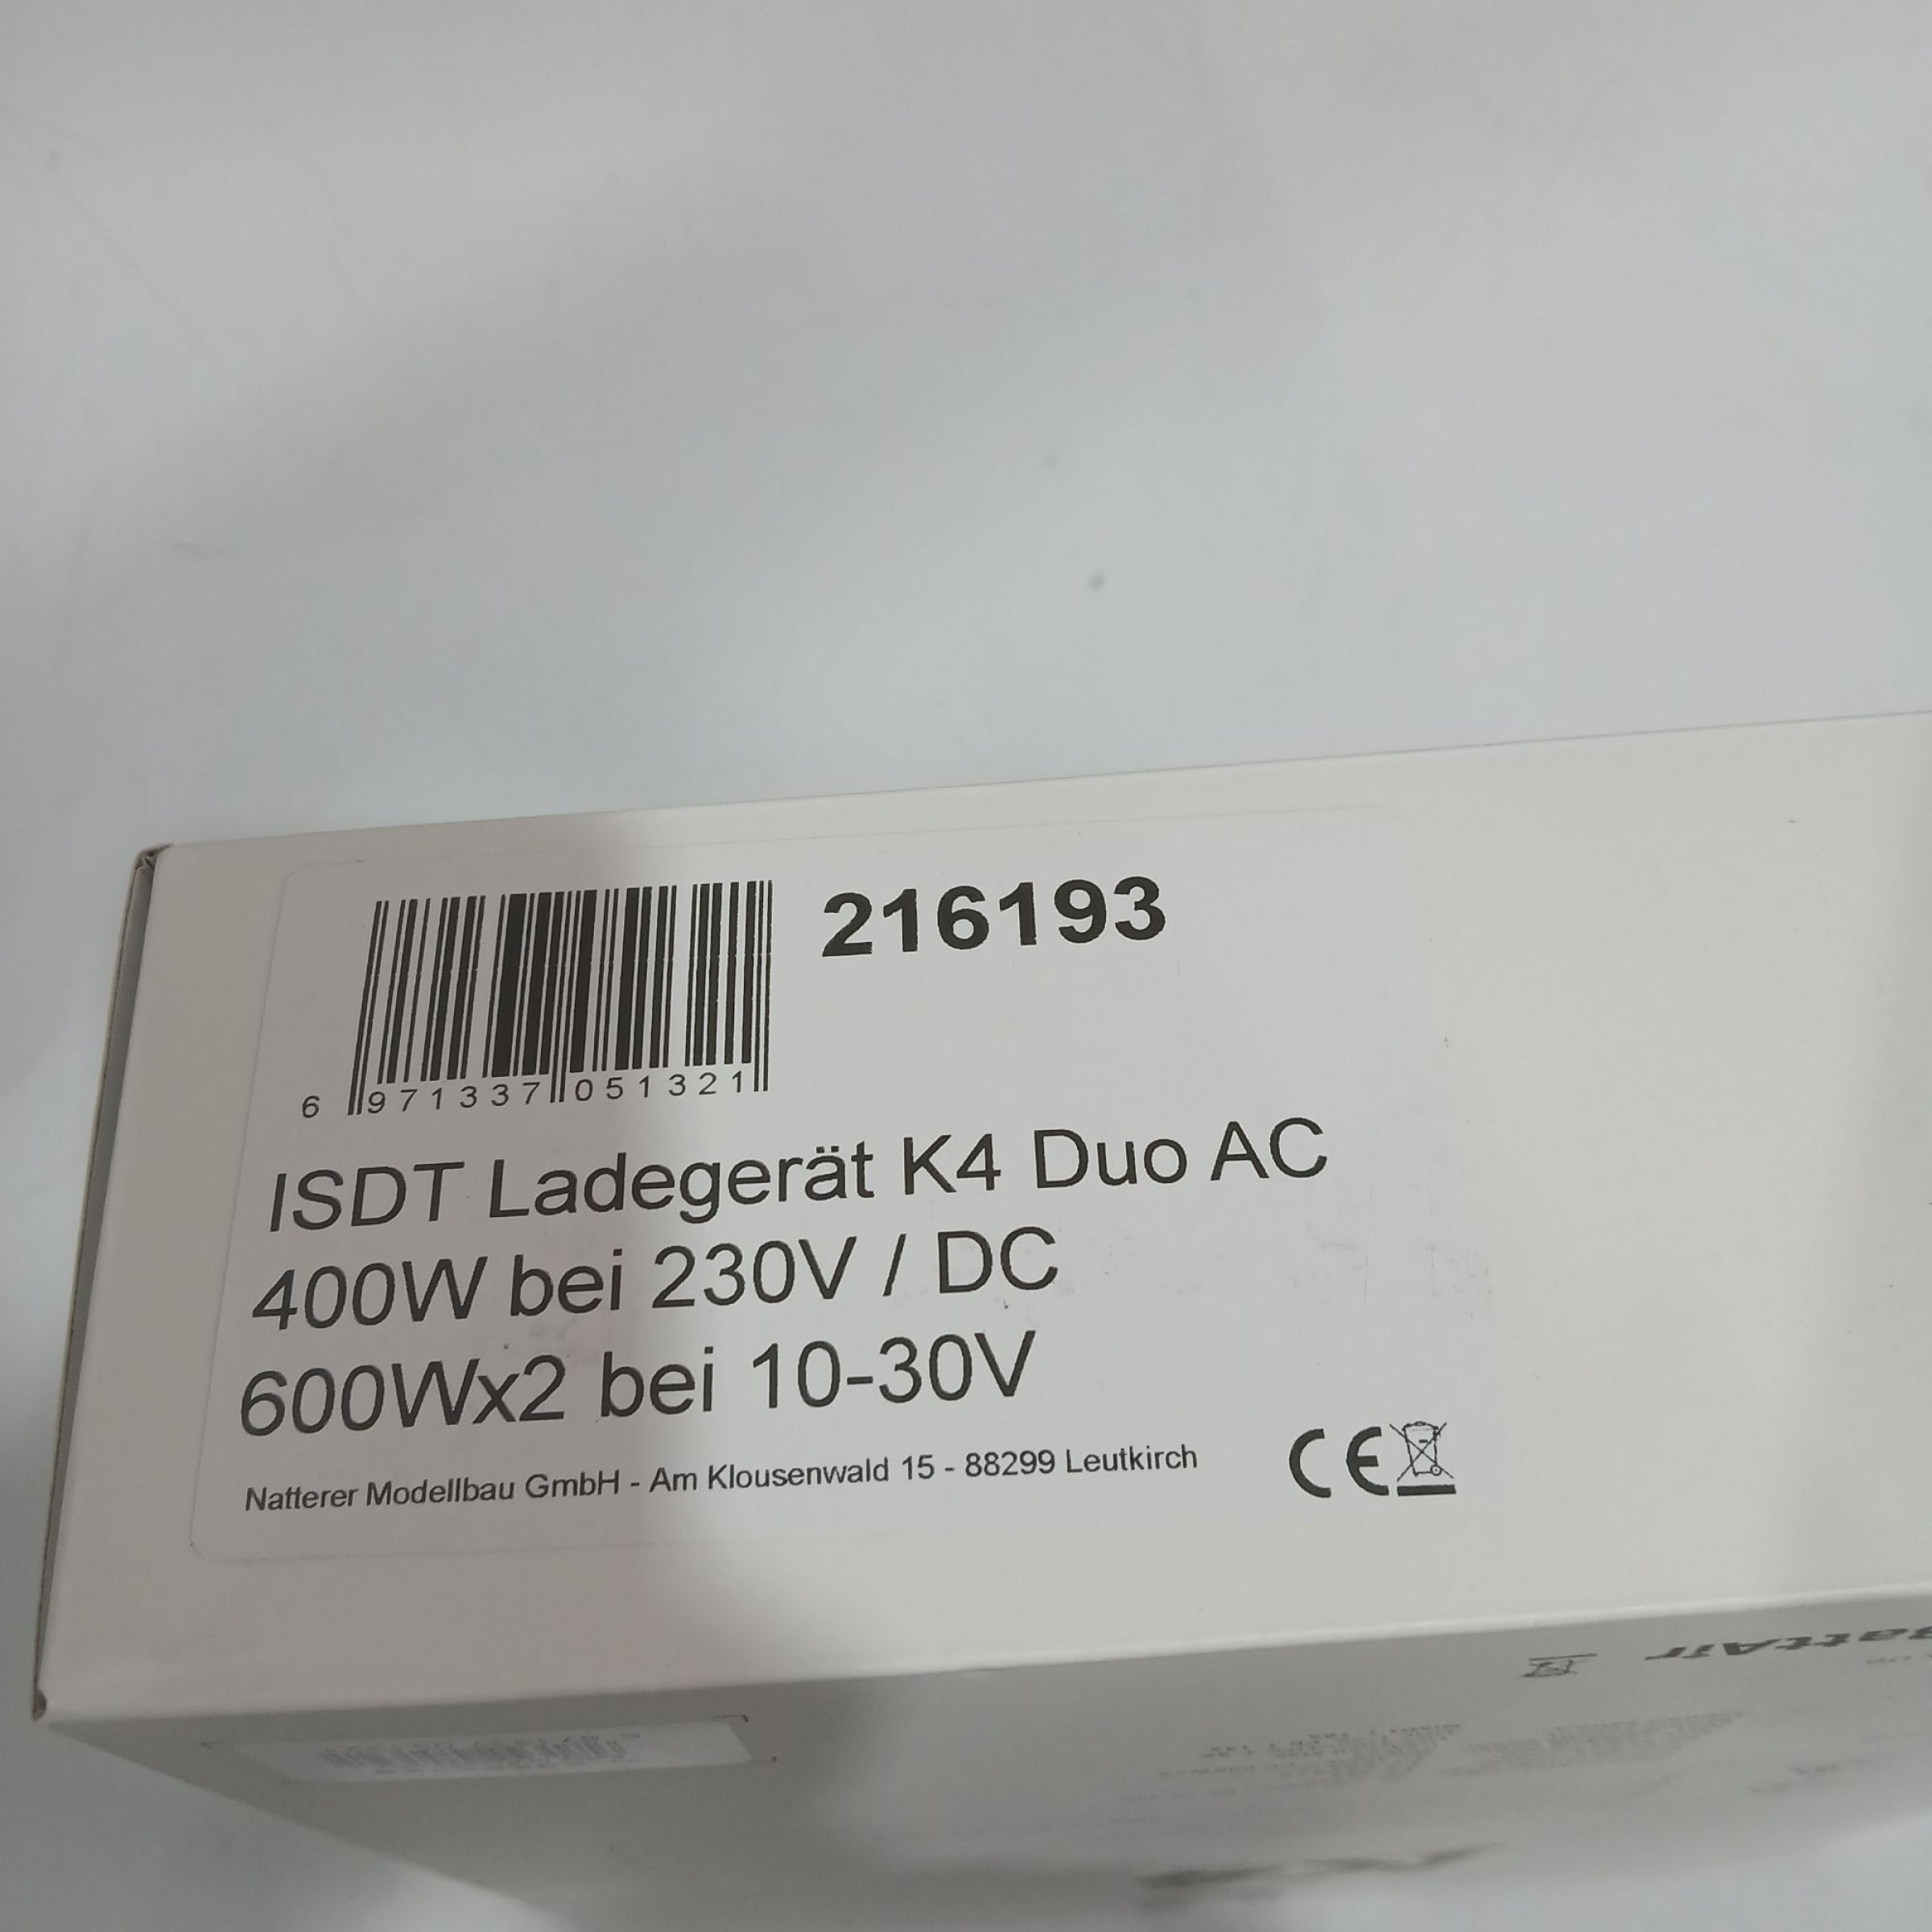 216193
6 971337 051321
ISDT Ladegerät K4 Duo AC
400W bei 230V / DC
600Wx2 bei 10-30V
Natterer Modellbau GmbH - Am Klousenwald 15 - 88299 Leutkirch
CE